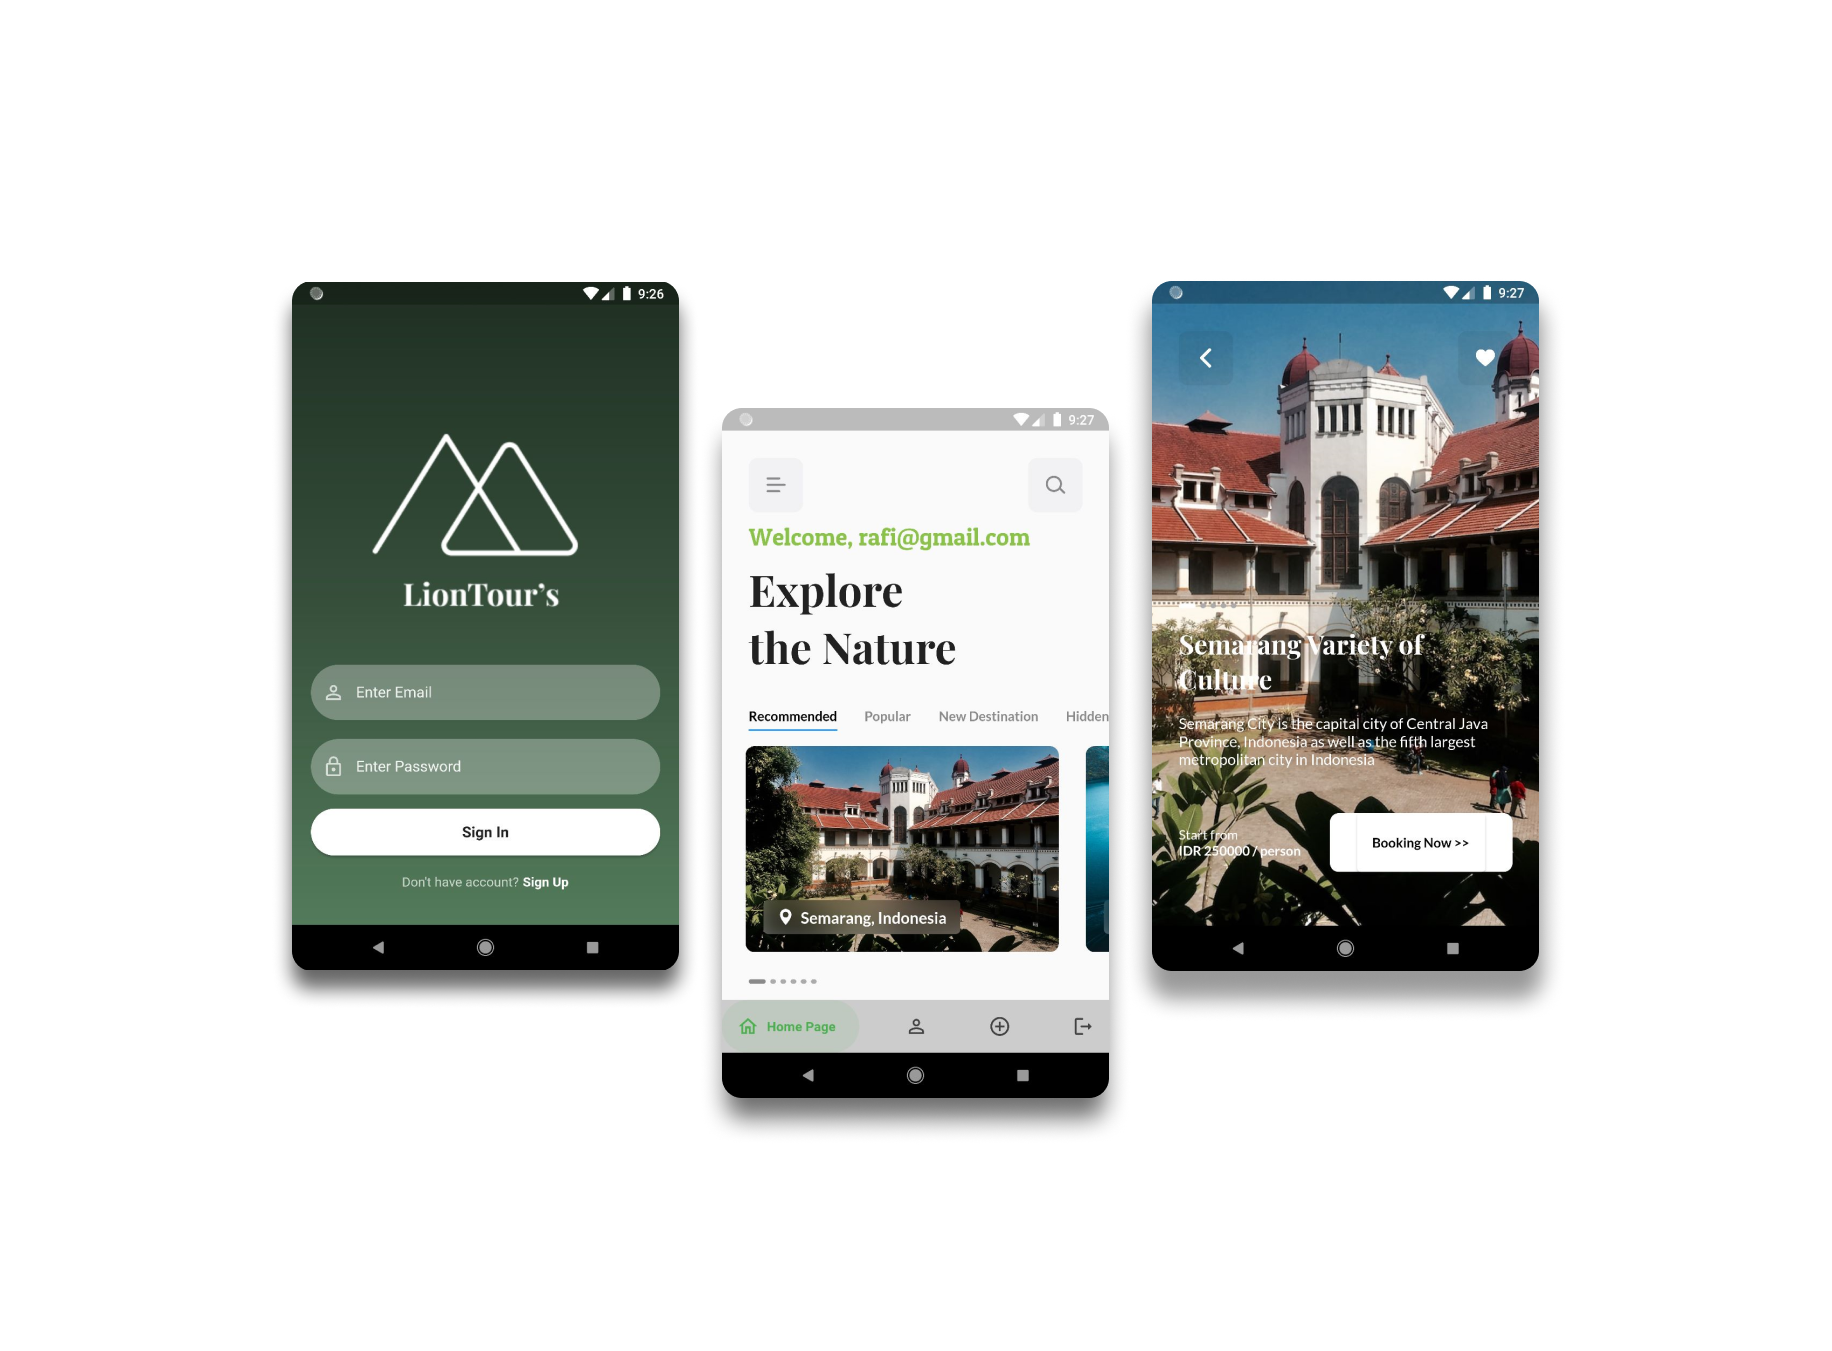 9:26
LionTour's
Enter Email
Enter Password
Sign In
Don't have account? Sign Up
9:27
Welcome, rafi@gmail.com
Explore
the Nature
Recommended Popular New Destination Hidden
Semarang, Indonesia
Home Page
9:27
Semarang Variety of
Culture
Semarang City is the capital city of Central Java
Province, Indonesia as well as the fifth largest
metropolitan city in Indonesia
Start from
IDR 250000 / person
Booking Now >>